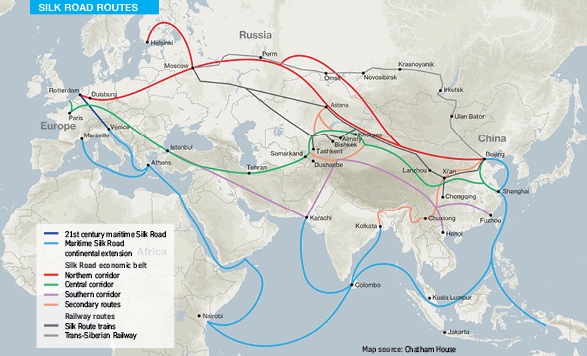 SILK ROAD ROUTES
Russia
Helsinki
Perm
Moscow
Krasnoyarsk
Omsk
Novosibirsk
Rotterdam
Duisburg
Irkutsk
Astana
Paris
Ulan Bator
Europe
Venice
China
Marseille
Almaty
Bishkek
Istanbul
Tashkent
Beijing
Samarkand
Athens
Dushanbe
Lanzhou
Xi'an
Tehran
Shanghai
Chongqing
Karachi
Kolkata
Chuxiong
Fuzhou
Hanoi
21st century maritime Silk Road
Maritime Silk Road
continental extension
Africa
Silk Road economic belt
Northern corridor
Central corridor
Southern corridor
Secondary routes
Colombo
Kuala Lumpur
Railway routes
Nairobi
Silk Route trains
Trans-Siberian Railway
Jakarta
Map source: Chatham House